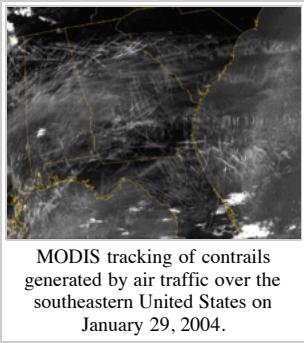 MODIS tracking of contrails
generated by air traffic over the
southeastern United States on
January 29, 2004.